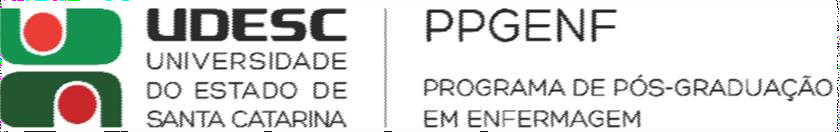 UDESC
UNIVERSIDADE
DO ESTADO DE
SANTA CATARINA
PPGENF
PROGRAMA DE PÓS-GRADUAÇÃO
EM ENFERMAGEM